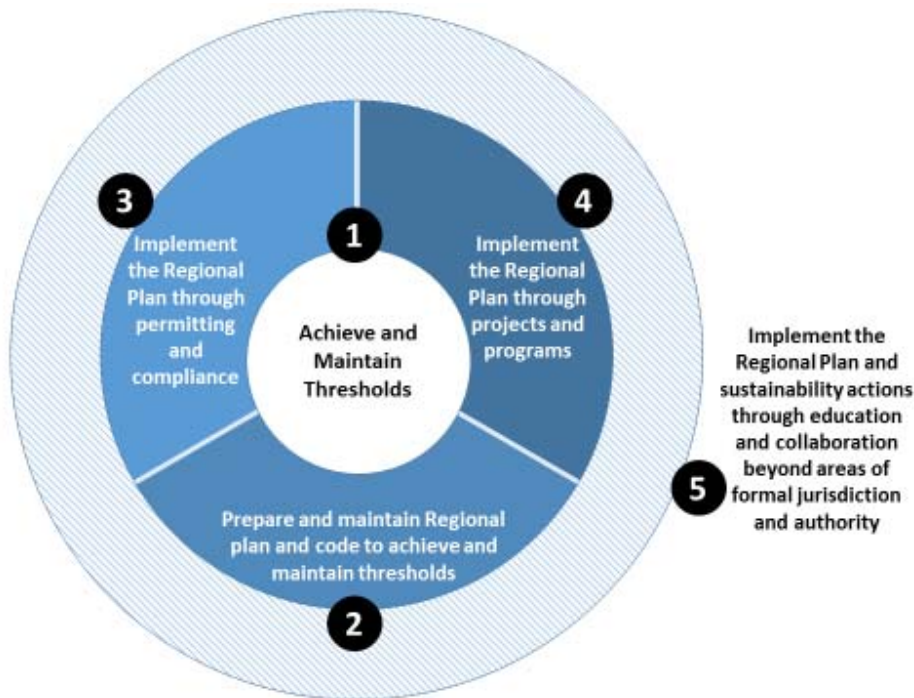 1
Achieve and
Maintain
Thresholds
2
Prepare and maintain Regional
plan and code to achieve and
maintain thresholds
3
Implement
the Regional
Plan through
permitting
and
compliance
4
Implement
the Regional
Plan through
projects and
programs
5
Implement the
Regional Plan and
sustainability actions
through education
and collaboration
beyond areas of
formal jurisdiction
and authority